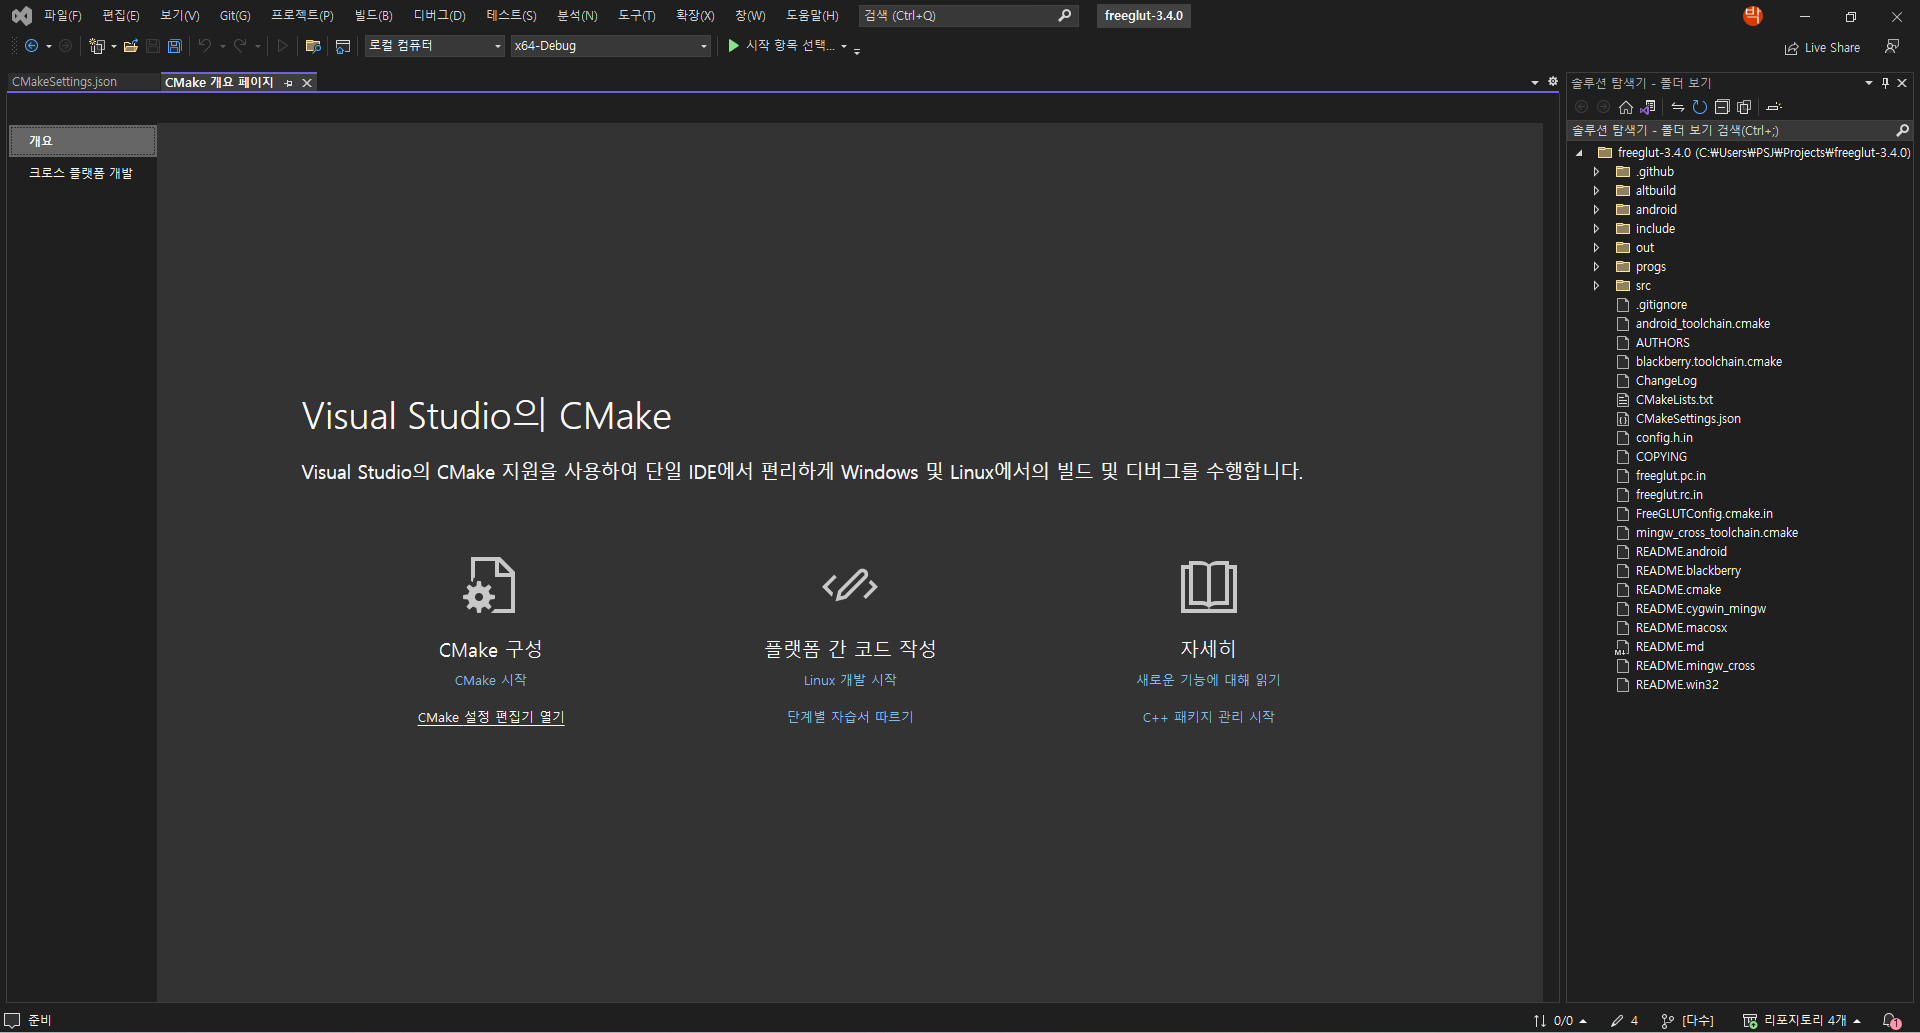 파일(F) 편집(E) 보기(V) Git(G) 프로젝트(P) 빌드(B) 디버그(D) 테스트(S) 분석(N) 도구(T) 확장(X) 창(W) 도움말(H) 검색 (Ctrl+Q) freeglut-3.4.0 박
로컬 컴퓨터 x64-Debug 시작 항목 선택... Live Share
CMakeSettings.json CMake 개요 페이지
개요
크로스 플랫폼 개발
Visual Studio의 CMake
Visual Studio의 CMake 지원을 사용하여 단일 IDE에서 편리하게 Windows 및 Linux에서의 빌드 및 디버그를 수행합니다.
CMake 구성
CMake 시작
CMake 설정 편집기 열기
플랫폼 간 코드 작성
Linux 개발 시작
단계별 자습서 따르기
자세히
새로운 기능에 대해 읽기
C++ 패키지 관리 시작
솔루션 탐색기 - 폴더 보기
솔루션 탐색기 - 폴더 보기 검색(Ctrl+;)
freeglut-3.4.0 (C:₩Users₩PSJ₩Projects₩freeglut-3.4.0)
.github
altbuild
android
include
out
progs
src
.gitignore
android_toolchain.cmake
AUTHORS
blackberry.toolchain.cmake
ChangeLog
CMakeLists.txt
CMakeSettings.json
config.h.in
COPYING
freeglut.pc.in
freeglut.rc.in
FreeGLUTConfig.cmake.in
mingw_cross_toolchain.cmake
README.android
README.blackberry
README.cmake
README.cygwin_mingw
README.macosx
README.md
README.mingw_cross
README.win32
준비 0/0 4 [다수] 리포지토리 4개 1